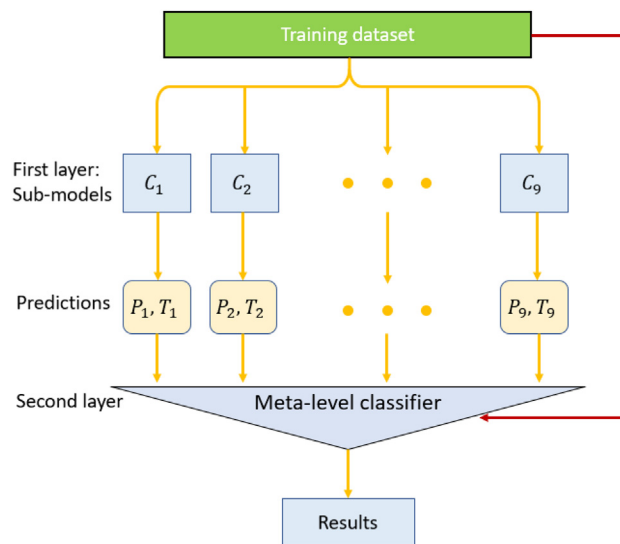 Training dataset
First layer:
Sub-models
C₁ C₂ C₉
Predictions
P₁, T₁ P₂, T₂ P₉, T₉
Second layer
Meta-level classifier
Results